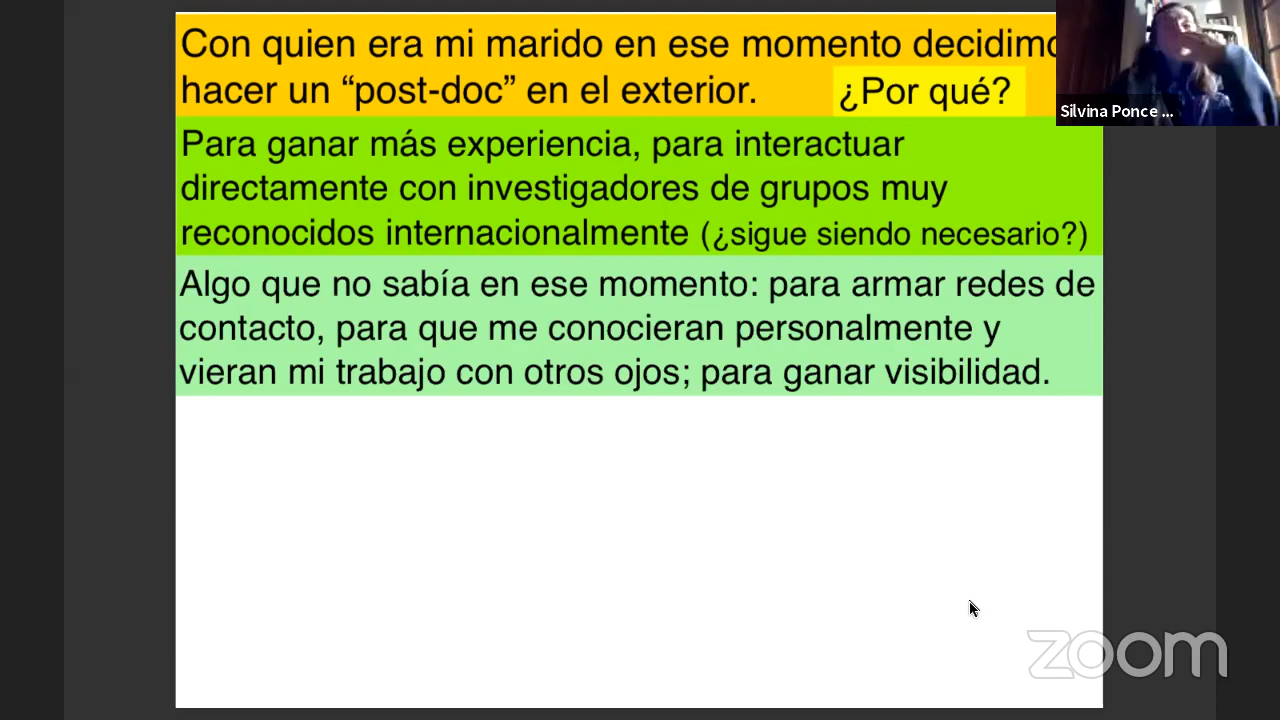 Con quien era mi marido en ese momento decidimo
hacer un “post-doc” en el exterior.
¿Por qué?
Para ganar más experiencia, para interactuar
directamente con investigadores de grupos muy
reconocidos internacionalmente (¿sigue siendo necesario?)
Algo que no sabía en ese momento: para armar redes de
contacto, para que me conocieran personalmente y
vieran mi trabajo con otros ojos; para ganar visibilidad.
Silvina Ponce ...
zoom